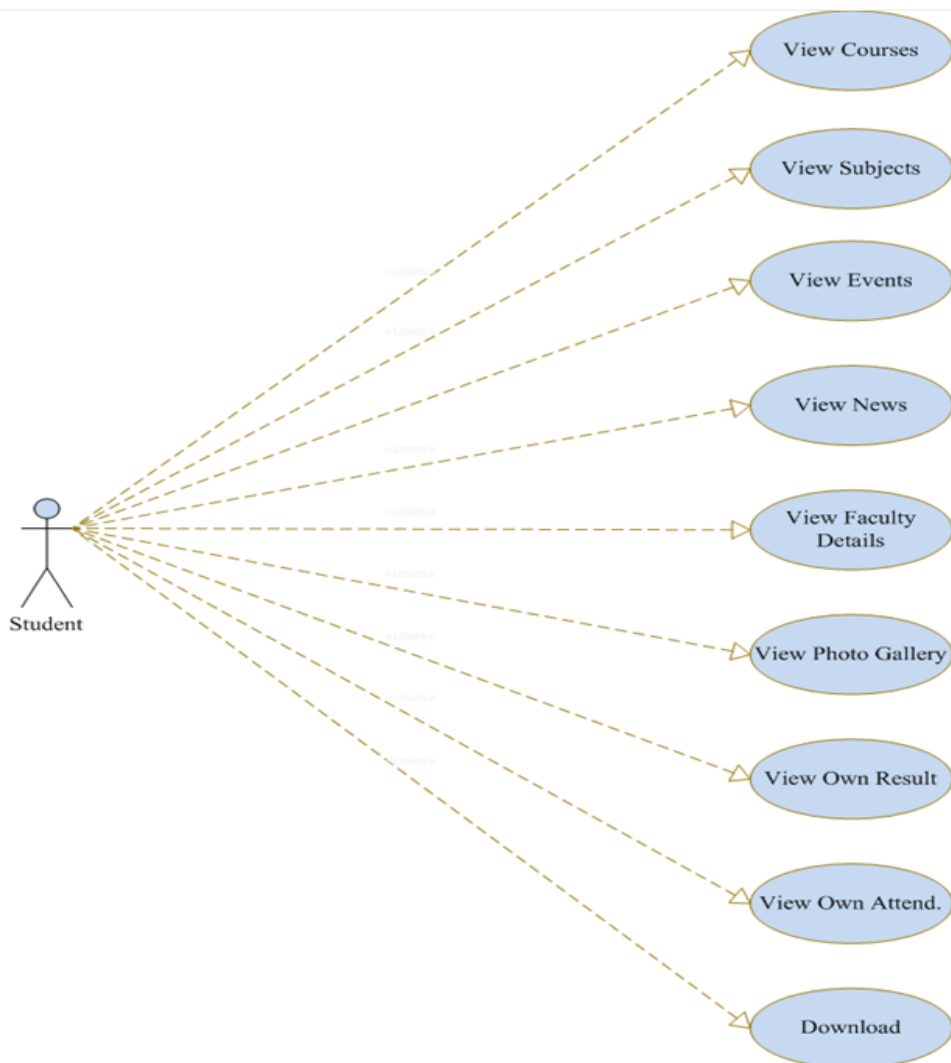 View Courses
View Subjects
View Events
View News
View Faculty
Details
Student
View Photo Gallery
View Own Result
View Own Attend.
Download